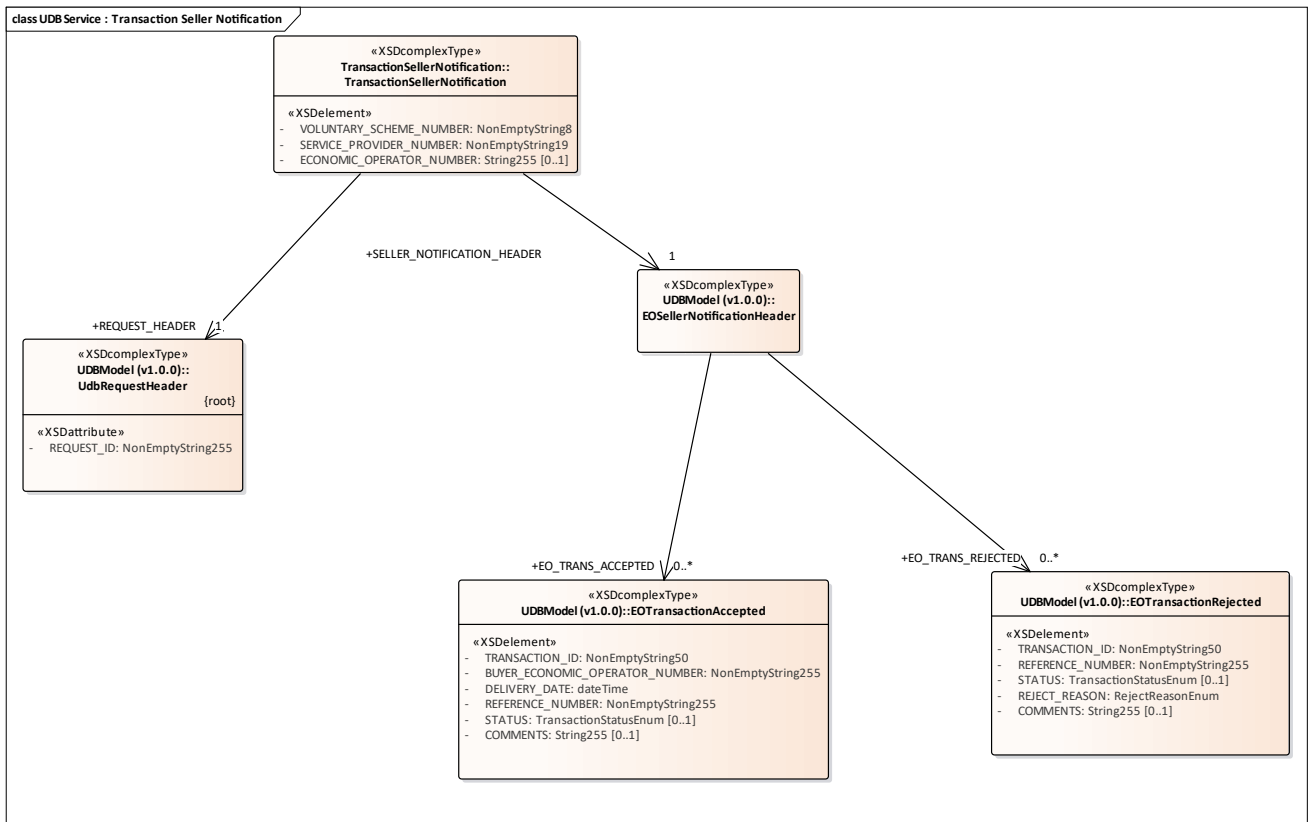 class UDB Service : Transaction Seller Notification
«XSDcomplexType»
TransactionSellerNotification::
TransactionSellerNotification
«XSDelement»
- VOLUNTARY_SCHEME_NUMBER: NonEmptyString8
- SERVICE_PROVIDER_NUMBER: NonEmptyString19
- ECONOMIC_OPERATOR_NUMBER: String255 [0..1]
+SELLER_NOTIFICATION_HEADER
1
«XSDcomplexType»
UDBModel (v1.0.0)::
EOSellerNotificationHeader
+REQUEST_HEADER
1
«XSDcomplexType»
UDBModel (v1.0.0)::
UdbRequestHeader
{root}
«XSDattribute»
- REQUEST_ID: NonEmptyString255
+EO_TRANS_ACCEPTED
0..*
«XSDcomplexType»
UDBModel (v1.0.0)::EOTransactionAccepted
«XSDelement»
- TRANSACTION_ID: NonEmptyString50
- BUYER_ECONOMIC_OPERATOR_NUMBER: NonEmptyString255
- DELIVERY_DATE: dateTime
- REFERENCE_NUMBER: NonEmptyString255
- STATUS: TransactionStatusEnum [0..1]
- COMMENTS: String255 [0..1]
+EO_TRANS_REJECTED
0..*
«XSDcomplexType»
UDBModel (v1.0.0)::EOTransactionRejected
«XSDelement»
- TRANSACTION_ID: NonEmptyString50
- REFERENCE_NUMBER: NonEmptyString255
- STATUS: TransactionStatusEnum [0..1]
- REJECT_REASON: RejectReasonEnum
- COMMENTS: String255 [0..1]